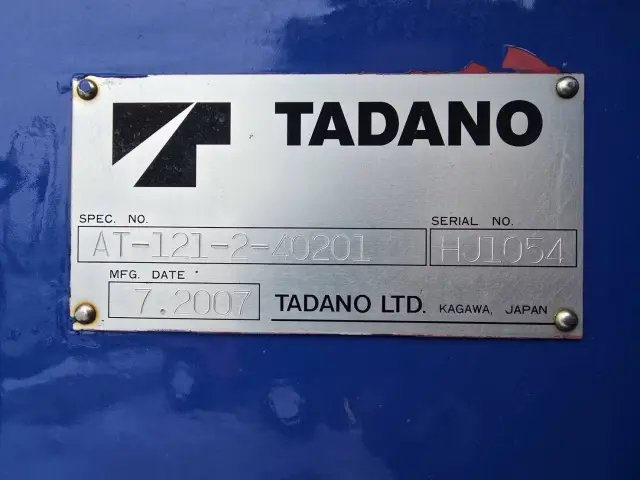 TADANO
SPEC. NO. SERIAL NO.
AT-121-2-40201 HJ1054
MFG. DATE
7.2007 TADANO LTD. KAGAWA, JAPAN